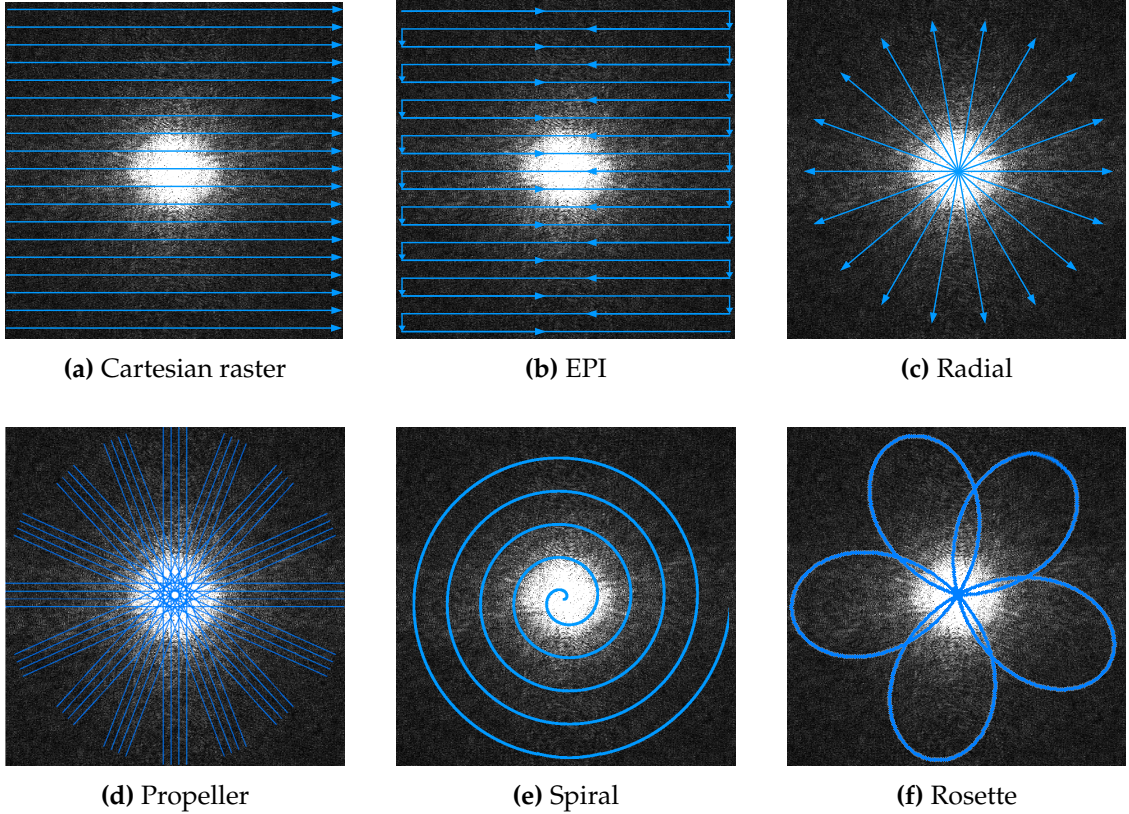 (a) Cartesian raster
(b) EPI
(c) Radial
(d) Propeller
(e) Spiral
(f) Rosette